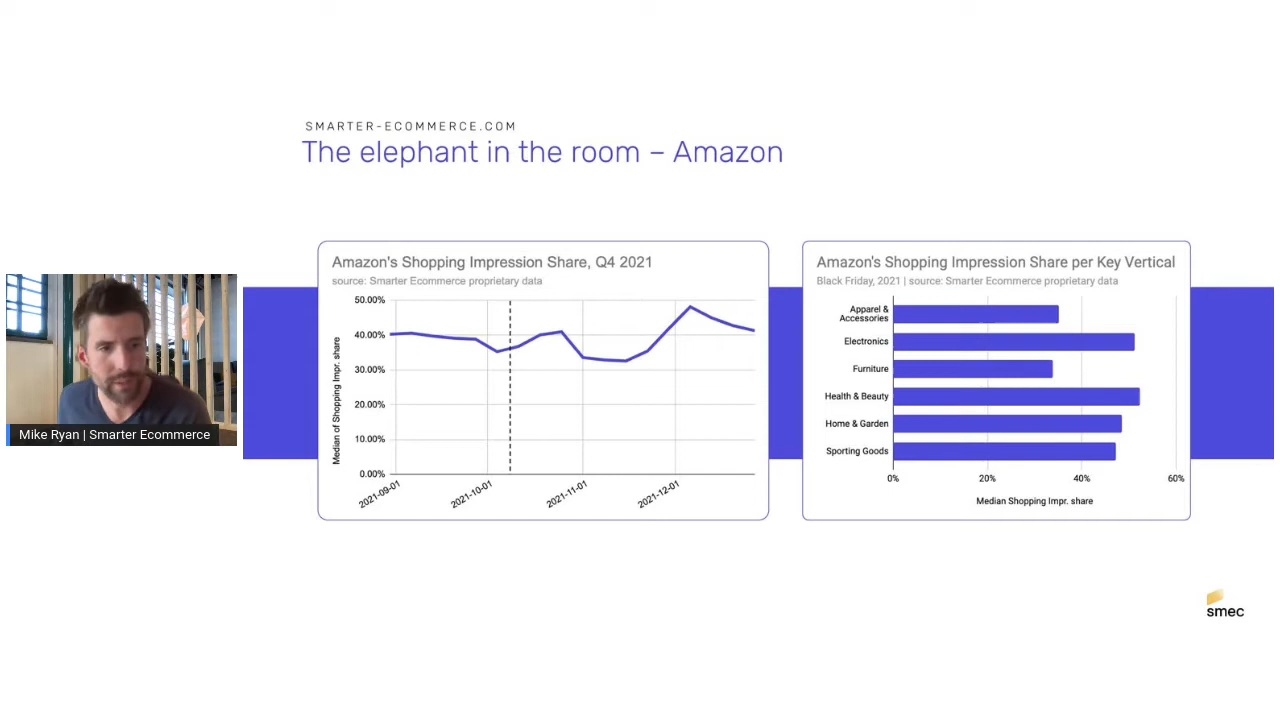 SMARTER-ECOMMERCE.COM
The elephant in the room – Amazon
Mike Ryan | Smarter Ecommerce
Amazon's Shopping Impression Share, Q4 2021
source: Smarter Ecommerce proprietary data
Median of Shopping Impr. share
50.00%
40.00%
30.00%
20.00%
10.00%
0.00%
2021-09-01
2021-10-01
2021-11-01
2021-12-01
Amazon's Shopping Impression Share per Key Vertical
Black Friday, 2021 | source: Smarter Ecommerce proprietary data
Apparel &
Accessories
Electronics
Furniture
Health & Beauty
Home & Garden
Sporting Goods
0%
20%
40%
60%
Median Shopping Impr. share
smec